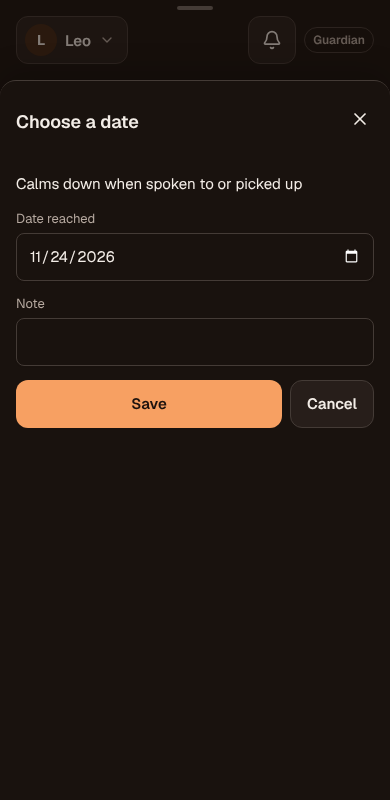 L Leo Guardian
Choose a date
Calms down when spoken to or picked up
Date reached
11/24/2026
Note
Save Cancel